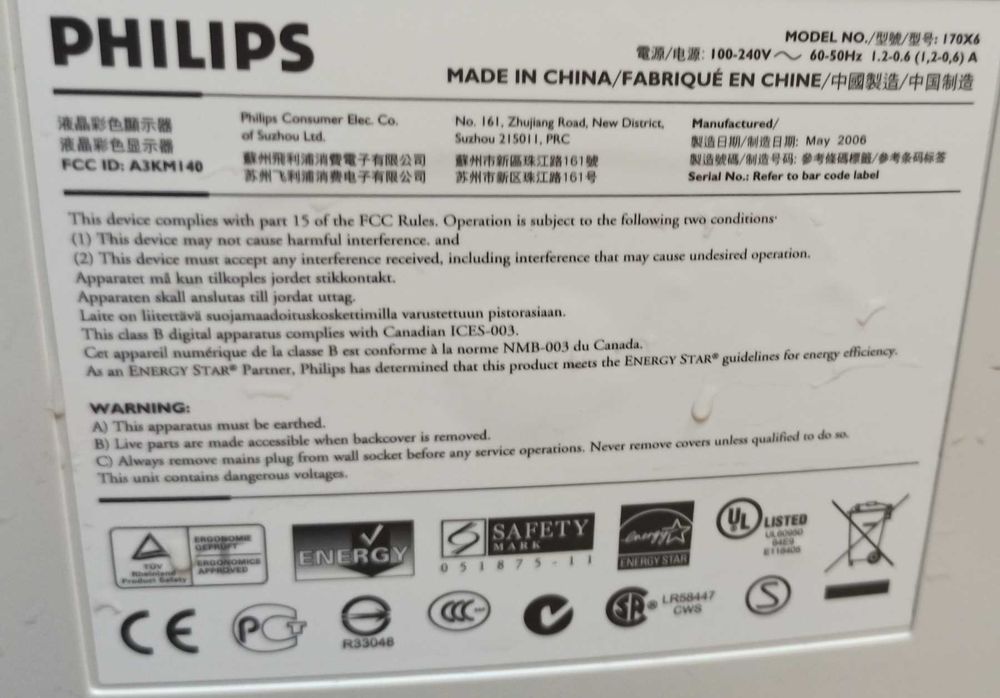 PHILIPS
MODEL NO./型號/型号: 170X6
電源/电源: 100-240V ～ 60-50Hz 1.2-0.6 (1,2-0,6) A
MADE IN CHINA/FABRIQUÉ EN CHINE/中國製造/中国制造
液晶彩色顯示器
液晶彩色显示器
FCC ID: A3KM140
Philips Consumer Elec. Co.
of Suzhou Ltd.
蘇州飛利浦消費電子有限公司
苏州飞利浦消费电子有限公司
No. 161, Zhujiang Road, New District,
Suzhou 215011, PRC
蘇州市新區珠江路161號
苏州市新区珠江路161号
Manufactured/
製造日期/制造日期: May 2006
製造號碼/制造号码: 參考條碼標籤/参考条码标签
Serial No.: Refer to bar code label
This device complies with part 15 of the FCC Rules. Operation is subject to the following two conditions·
(1) This device may not cause harmful interference. and
(2) This device must accept any interference received, including interference that may cause undesired operation.
Apparatet må kun tilkoples jordet stikkontakt.
Apparaten skall anslutas till jordat uttag.
Laite on liitettävä suojamaadoituskoskettimilla varustettuun pistorasiaan.
This class B digital apparatus complies with Canadian ICES-003.
Cet appareil numérique de la classe B est conforme à la norme NMB-003 du Canada.
As an ENERGY STAR® Partner, Philips has determined that this product meets the ENERGY STAR® guidelines for energy efficiency.
WARNING:
A) This apparatus must be earthed.
B) Live parts are made accessible when backcover is removed.
C) Always remove mains plug from wall socket before any service operations. Never remove covers unless qualified to do so.
This unit contains dangerous voltages.
TÜV
Rheinland
Product Safety
ERGONOMIE
GEPRÜFT
ERGONOMICS
APPROVED
ENERGY
S SAFETY
MARK
051875-11
energy
ENERGY STAR
UL LISTED
UL60950
94E9
E118406
CE
PCT
R33046
CCC
SA ® LR58447
CWS
S